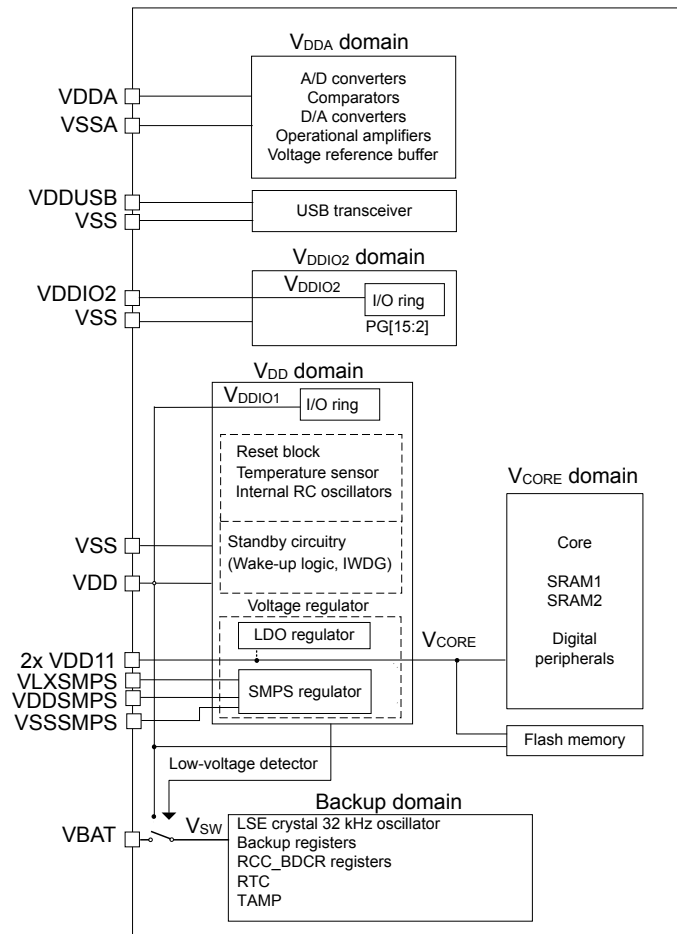 VDDA domain
A/D converters
Comparators
D/A converters
Operational amplifiers
Voltage reference buffer
VDDA
VSSA
VDDUSB
VSS
USB transceiver
VDDIO2 domain
VDDIO2
VDDIO2
I/O ring
VSS
PG[15:2]
VDD domain
VDDIO1
I/O ring
Reset block
Temperature sensor
Internal RC oscillators
VCORE domain
Core
SRAM1
SRAM2
Digital
peripherals
VSS
Standby circuitry
(Wake-up logic, IWDG)
VDD
Voltage regulator
LDO regulator
VCORE
2x VDD11
VLXSMPS
SMPS regulator
VDDSMPS
VSSSMPS
Flash memory
Low-voltage detector
Backup domain
VBAT
VSW
LSE crystal 32 kHz oscillator
Backup registers
RCC_BDCR registers
RTC
TAMP